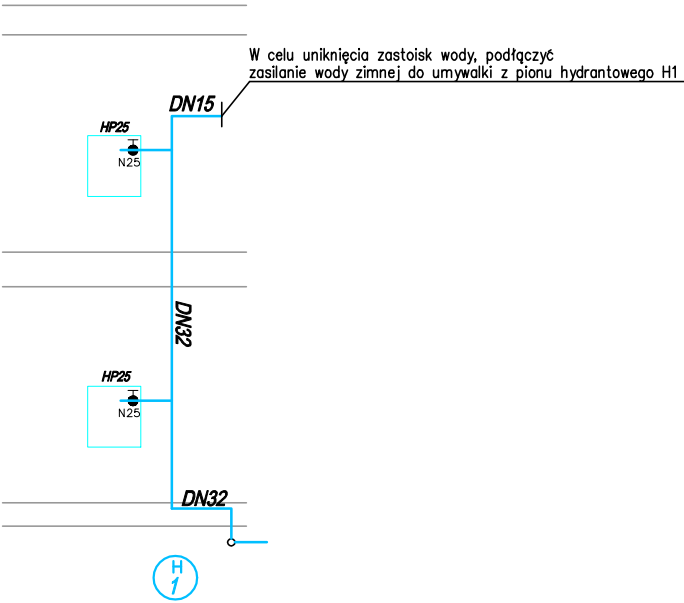 W celu uniknięcia zastoisk wody, podłączyć
zasilanie wody zimnej do umywalki z pionu hydrantowego H1
DN15
HP25
N25
DN32
HP25
N25
DN32
H
1